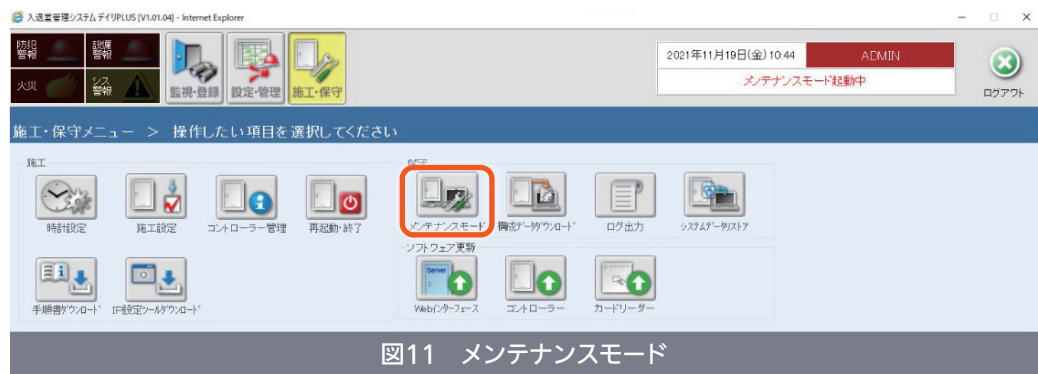 入退室管理システム デイリPLUS [V1.01.04] - Internet Explorer
防犯警報
設備警報
火災
シス警報
監視・登録
設定・管理
施工・保守
2021年11月19日(金) 10:44
ADMIN
メンテナンスモード起動中
ログアウト
施工・保守メニュー ＞ 操作したい項目を選択してください
施工
保守
時計設定
施工設定
コントローラー管理
再起動・終了
メンテナンスモード
構成データダウンロード
ログ出力
システムデータリストア
ソフトウェア更新
手順書ダウンロード
IP設定ツールダウンロード
Server
Webインターフェース
コントローラー
カードリーダー
図11 メンテナンスモード